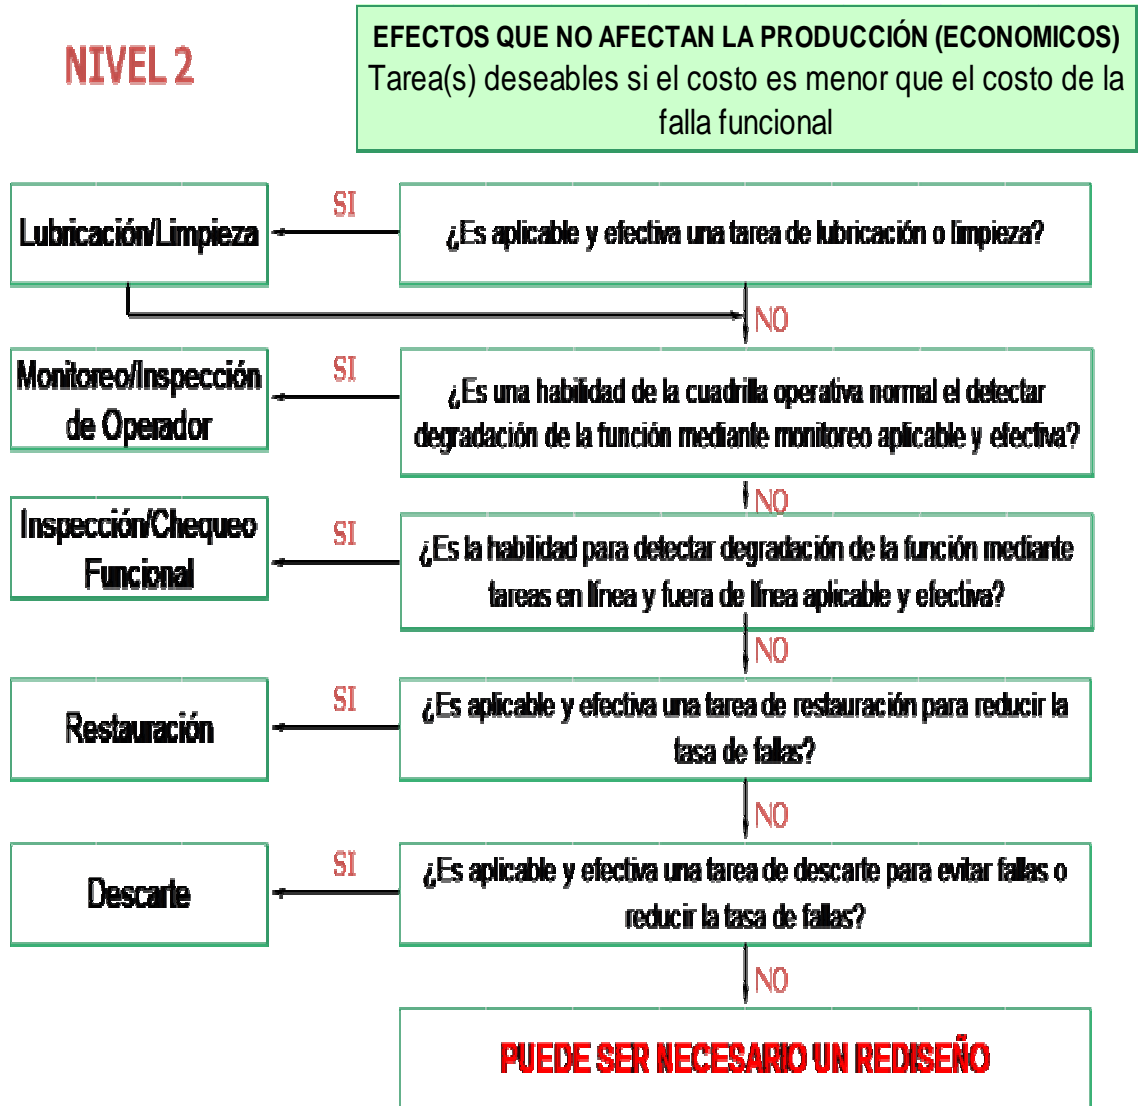 NIVEL 2
EFECTOS QUE NO AFECTAN LA PRODUCCIÓN (ECONOMICOS)
Tarea(s) deseables si el costo es menor que el costo de la
falla funcional
Lubricación/Limpieza
SI
¿Es aplicable y efectiva una tarea de lubricación o limpieza?
NO
Monitoreo/Inspección
de Operador
SI
¿Es una habilidad de la cuadrilla operativa normal el detectar
degradación de la función mediante monitoreo aplicable y efectiva?
NO
Inspección/Chequeo
Funcional
SI
¿Es la habilidad para detectar degradación de la función mediante
tareas en línea y fuera de línea aplicable y efectiva?
NO
Restauración
SI
¿Es aplicable y efectiva una tarea de restauración para reducir la
tasa de fallas?
NO
Descarte
SI
¿Es aplicable y efectiva una tarea de descarte para evitar fallas o
reducir la tasa de fallas?
NO
PUEDE SER NECESARIO UN REDISEÑO